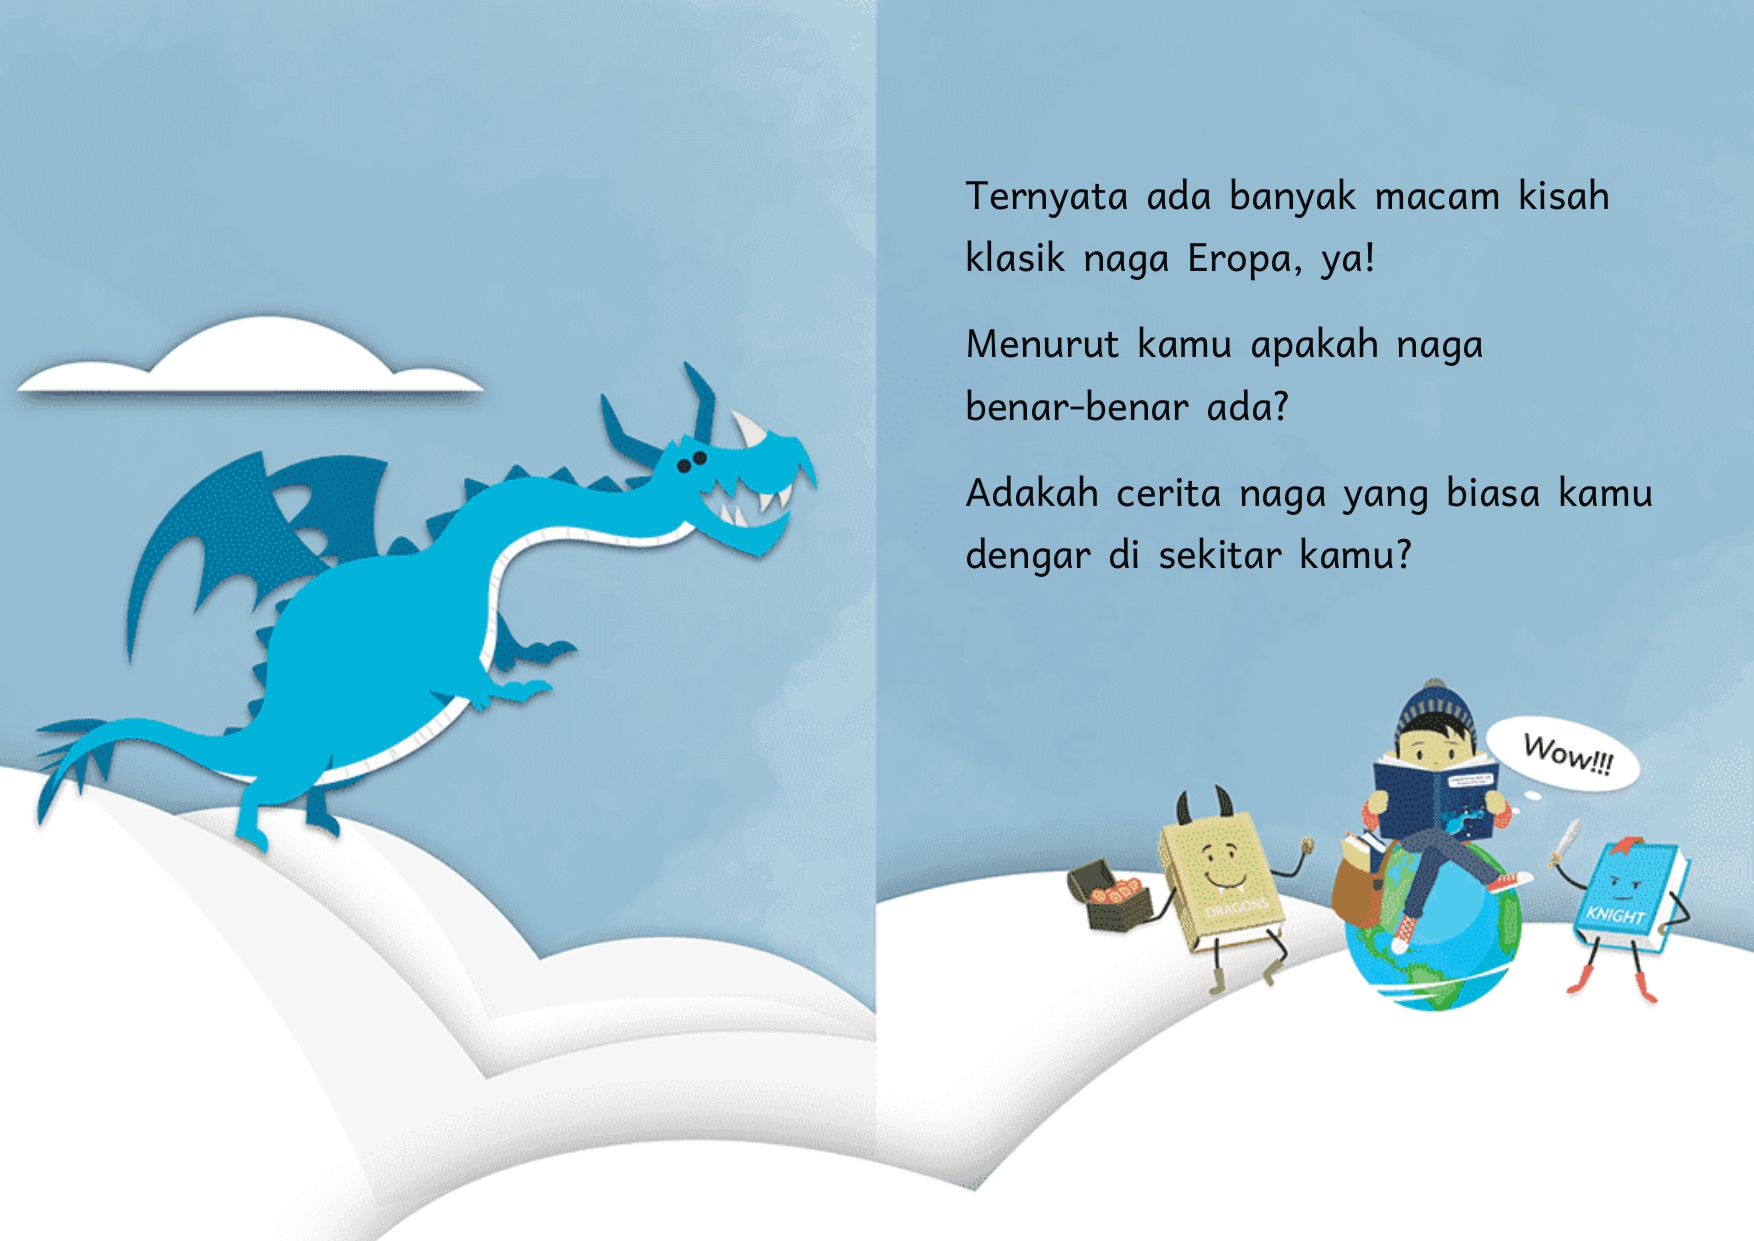 Ternyata ada banyak macam kisah
klasik naga Eropa, ya!
Menurut kamu apakah naga
benar-benar ada?
Adakah cerita naga yang biasa kamu
dengar di sekitar kamu?
Wow!!!
DRAGONS
KNIGHT